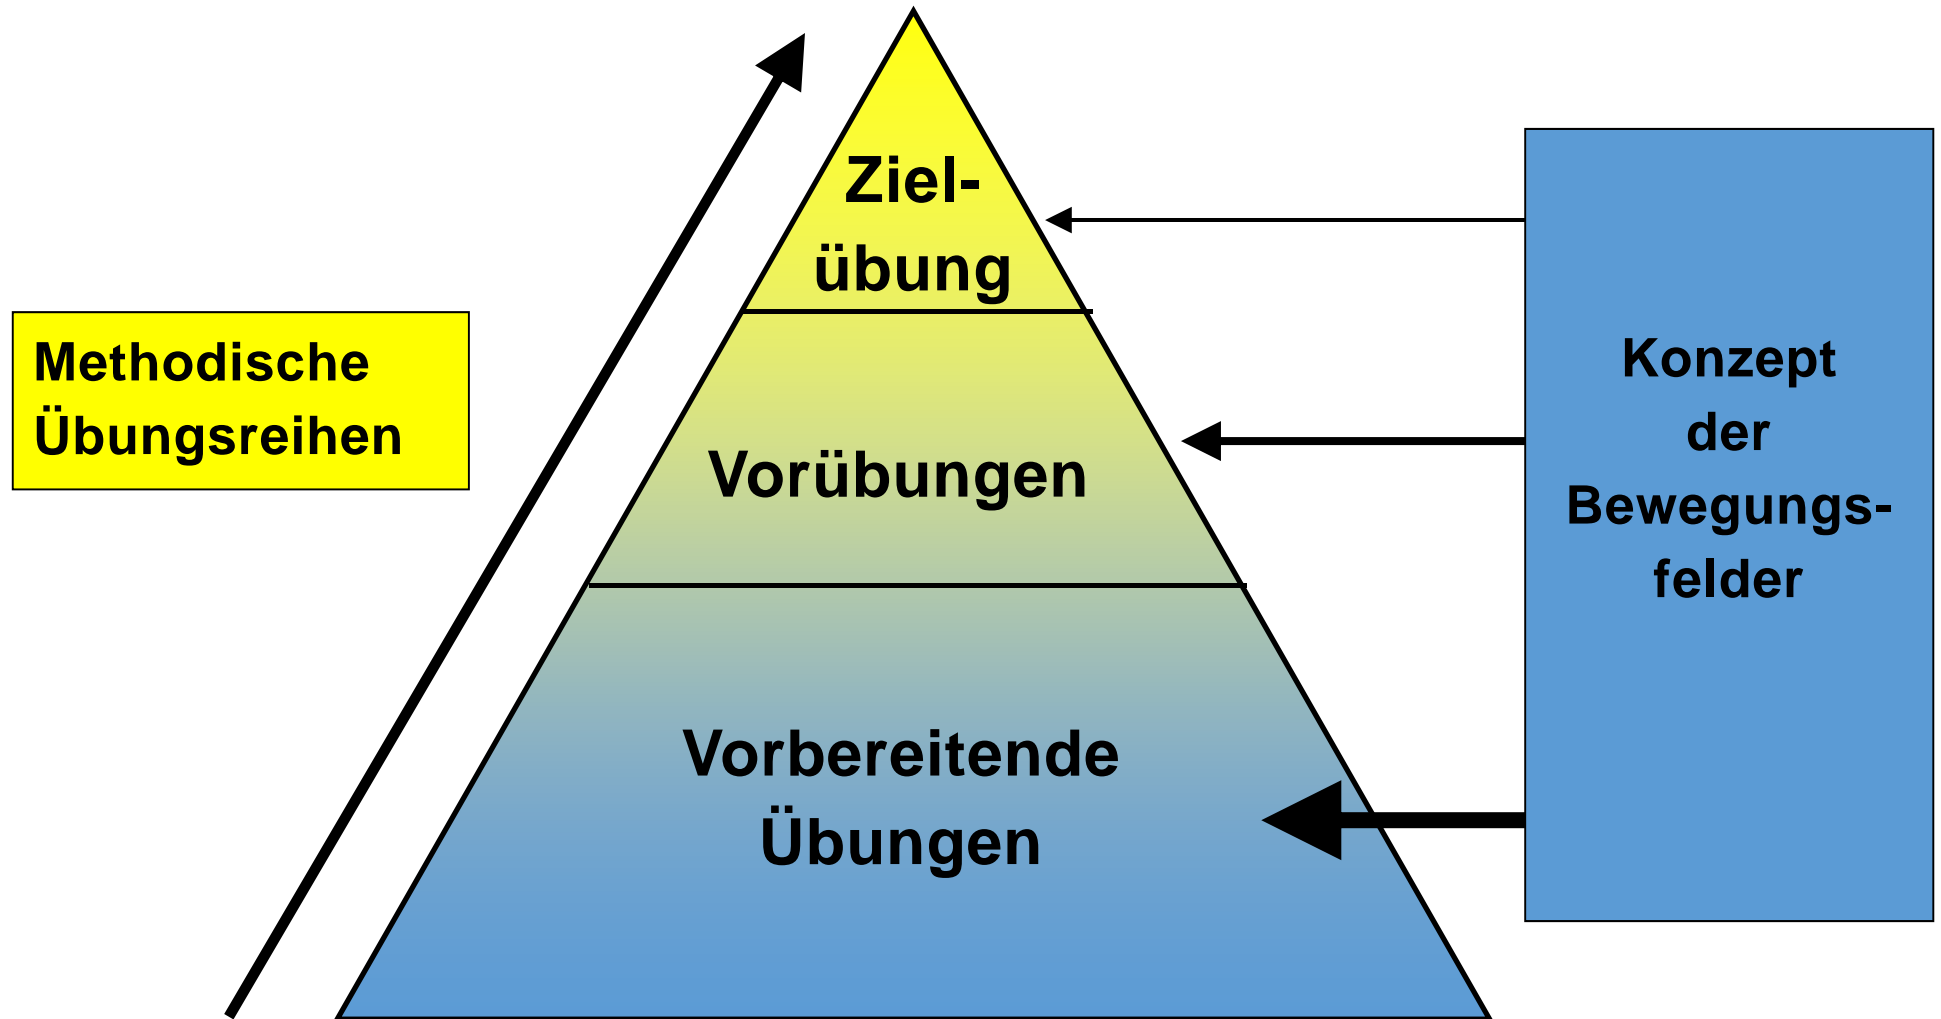 Methodische
Übungsreihen
Ziel-
übung
Vorübungen
Vorbereitende
Übungen
Konzept
der
Bewegungs-
felder